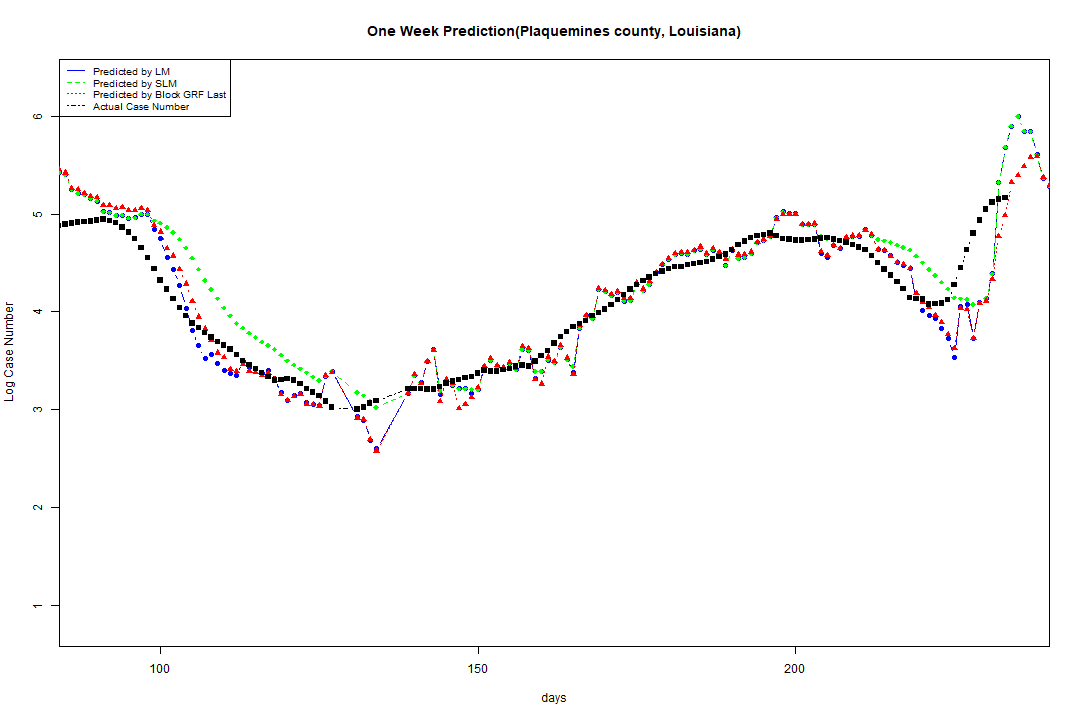 One Week Prediction(Plaquemines county, Louisiana)
Predicted by LM
Predicted by SLM
Predicted by Block GRF Last
Actual Case Number
6
5
4
3
2
1
Log Case Number
100 150 200
days